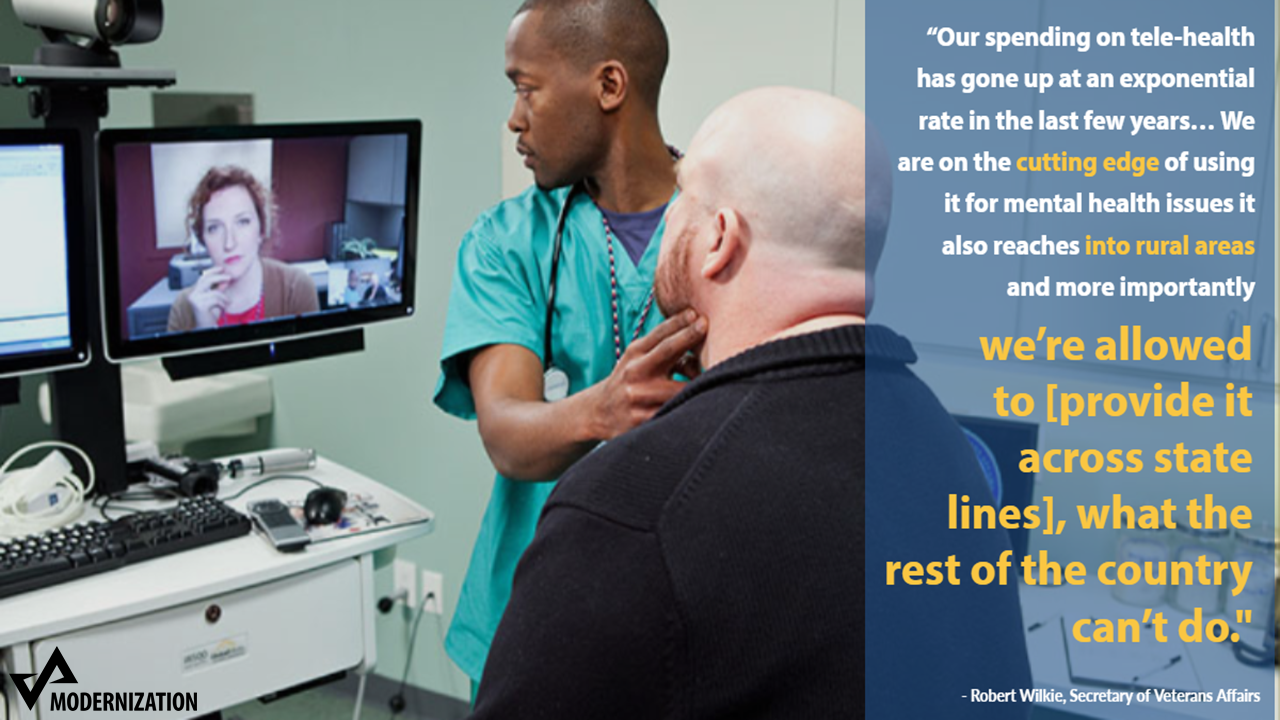 “Our spending on tele-health
has gone up at an exponential
rate in the last few years... We
are on the cutting edge of using
it for mental health issues it
also reaches into rural areas
and more importantly
we’re allowed
to [provide it
across state
lines], what the
rest of the country
can’t do."
- Robert Wilkie, Secretary of Veterans Affairs
VA
MODERNIZATION